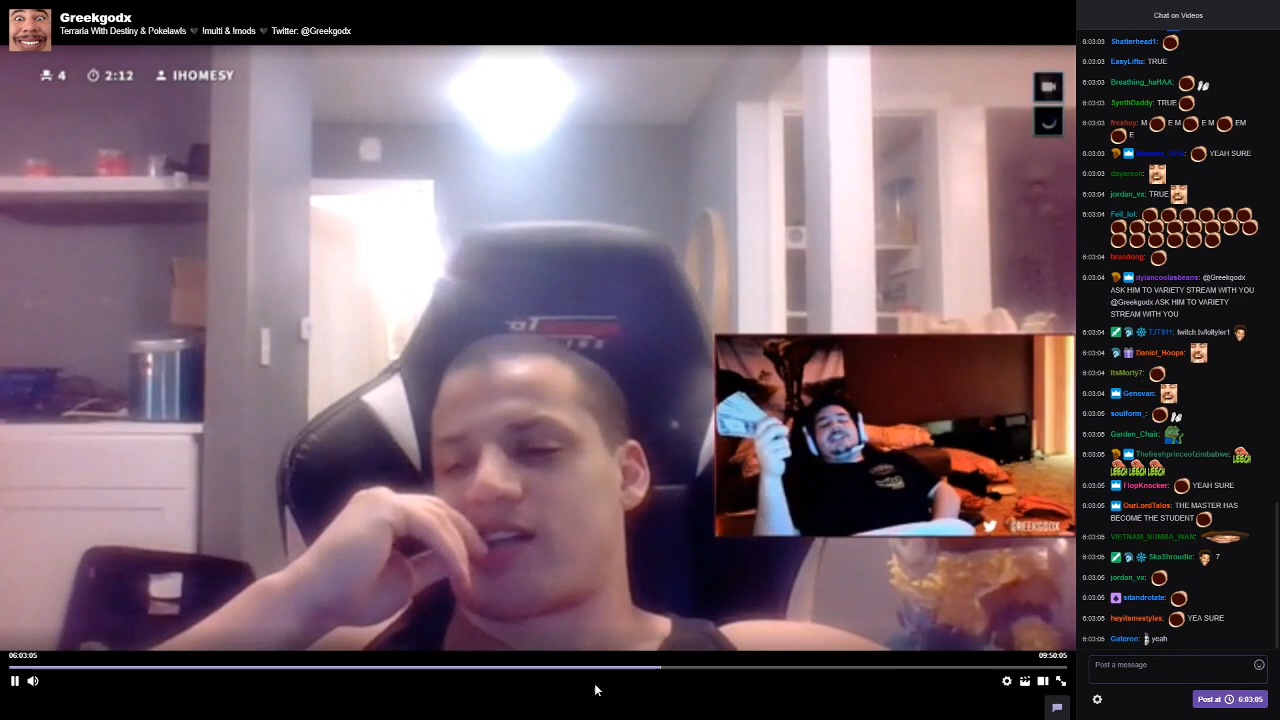 Greekgodx
Terraria With Destiny & Pokelawls 🖤 !multi & !mods 🖤 Twitter: @Greekgodx
4 2:12 IHOMESY
GREEKGODX
06:03:05
09:50:05
Chat on Videos
6:03:03 Shatterhead1:
6:03:03 EasyLiftu: TRUE
6:03:03 Breathing_haHAA:
6:03:03 SynthDaddy: TRUE
6:03:03 freshuy: M E M E M EM
E
6:03:03 YEAH SURE
6:03:03 dayareon:
6:03:04 jordan_vx: TRUE
6:03:04 Feil_lol:
6:03:04 brandong:
6:03:04 dylancoolasbeans: @Greekgodx
ASK HIM TO VARIETY STREAM WITH YOU
@Greekgodx ASK HIM TO VARIETY
STREAM WITH YOU
6:03:04 TJT811: twitch.tv/loltyler1
6:03:04 Daniel_Hoops:
6:03:04 ItsMorty7:
6:03:04 Genovan:
6:03:05 soulform_:
6:03:05 Garden_Chair:
6:03:05 Thefreshprinceofzimbabwe: LEECH
LEECH LEECH LEECH
6:03:05 FlopKnocker: YEAH SURE
6:03:05 OurLordTalos: THE MASTER HAS
BECOME THE STUDENT
6:03:05 VIETNAM_NUMBA_WAN:
6:03:05 SkaShroudle: 7
6:03:05 jordan_vx:
6:03:05 sitandrotate:
6:03:05 heyitsmestyles: YEA SURE
6:03:05 Gateron: yeah
Post a message
Post at 6:03:05